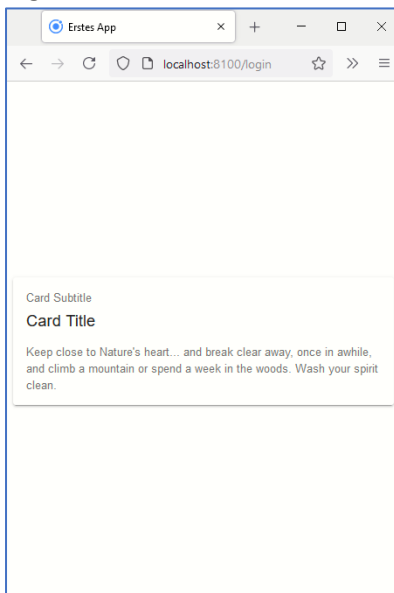 Erstes App
localhost:8100/login
Card Subtitle
Card Title
Keep close to Nature's heart... and break clear away, once in awhile,
and climb a mountain or spend a week in the woods. Wash your spirit
clean.